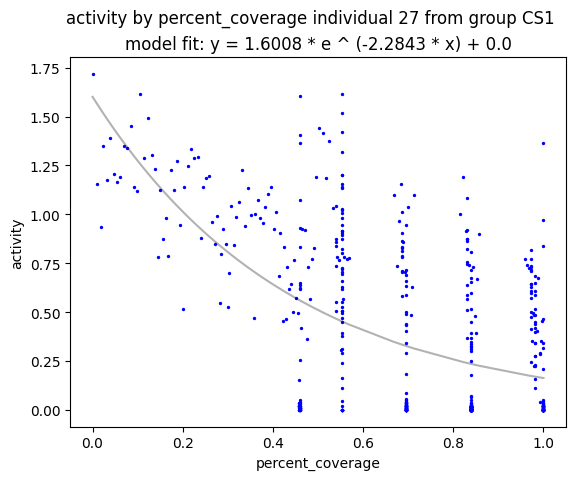 activity by percent_coverage individual 27 from group CS1
model fit: y = 1.6008 * e ^ (-2.2843 * x) + 0.0
1.75
1.50
1.25
1.00
0.75
0.50
0.25
0.00
activity
0.0 0.2 0.4 0.6 0.8 1.0
percent_coverage